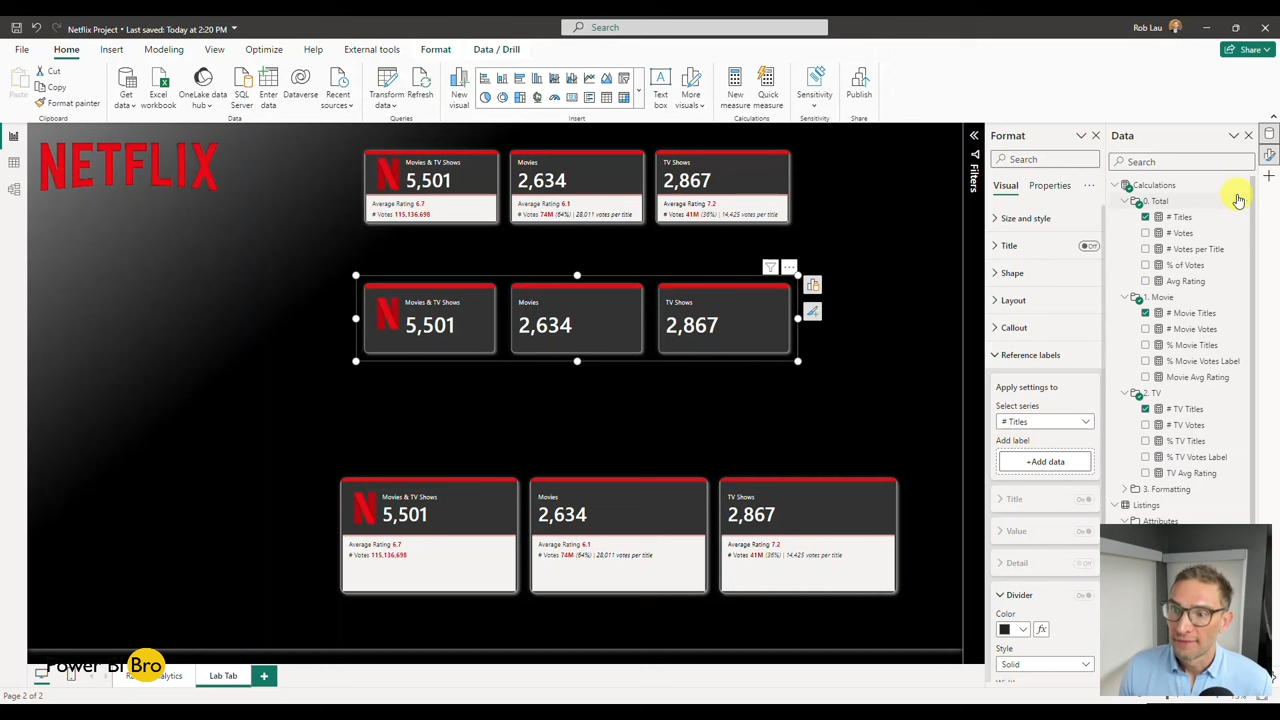 Netflix Project • Last saved: Today at 2:20 PM
Search
Rob Lau
File
Home
Insert
Modeling
View
Optimize
Help
External tools
Format
Data / Drill
Share
Paste
Cut
Copy
Format painter
Clipboard
Get data
Excel workbook
OneLake data hub
SQL Server
Enter data
Dataverse
Recent sources
Data
Transform data
Refresh
Queries
New visual
Text box
More visuals
Insert
New measure
Quick measure
Calculations
Sensitivity
Sensitivity
Publish
Share
NETFLIX
Movies & TV Shows
5,501
Average Rating 6.7
# Votes 115,136,698
Movies
2,634
Average Rating 6.1
# Votes 74M (64%) | 28,011 votes per title
TV Shows
2,867
Average Rating 7.2
# Votes 41M (36%) | 14,425 votes per title
Movies & TV Shows
5,501
Movies
2,634
TV Shows
2,867
Movies & TV Shows
5,501
Average Rating 6.7
# Votes 115,136,698
Movies
2,634
Average Rating 6.1
# Votes 74M (64%) | 28,011 votes per title
TV Shows
2,867
Average Rating 7.2
# Votes 41M (36%) | 14,425 votes per title
Filters
Format
Search
Visual
Properties
Size and style
Title
Off
Shape
Layout
Callout
Reference labels
Apply settings to
Select series
# Titles
Add label
+Add data
Title
On
Value
On
Detail
Off
Divider
On
Color
fx
Style
Solid
Data
Search
Calculations
0. Total
# Titles
# Votes
# Votes per Title
% of Votes
Avg Rating
1. Movie
# Movie Titles
# Movie Votes
% Movie Titles
% Movie Votes Label
Movie Avg Rating
2. TV
# TV Titles
# TV Votes
% TV Titles
% TV Votes Label
TV Avg Rating
3. Formatting
Listings
Attributes
Power BI Bro
Lab Tab
Page 2 of 2